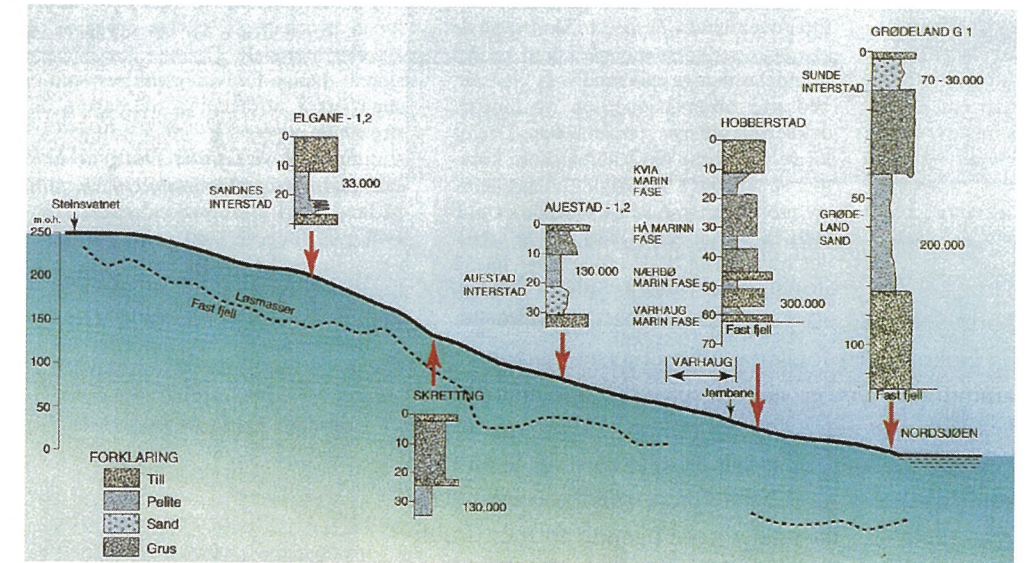 GRØDELAND G 1
0
SUNDE
INTERSTAD
70 - 30.000
50
GRØDE-
LAND
SAND
200.000
100
Fast fjell
HOBBERSTAD
0
10
20
30
40
50
60
70
KVIA
MARIN
FASE
HÅ MARINN
FASE
NÆRBØ
MARIN FASE
VARHAUG
MARIN FASE
300.000
Fast fjell
ELGANE - 1,2
0
10
20
SANDNES
INTERSTAD
33.000
AUESTAD - 1,2
0
10
20
30
AUESTAD
INTERSTAD
130.000
Steinsvatnet
m.o.h.
250
200
150
100
50
0
Løsmasser
Fast fjell
VARHAUG
Jernbane
NORDSJØEN
SKRETTING
0
10
20
30
130.000
FORKLARING
Till
Pelite
Sand
Grus